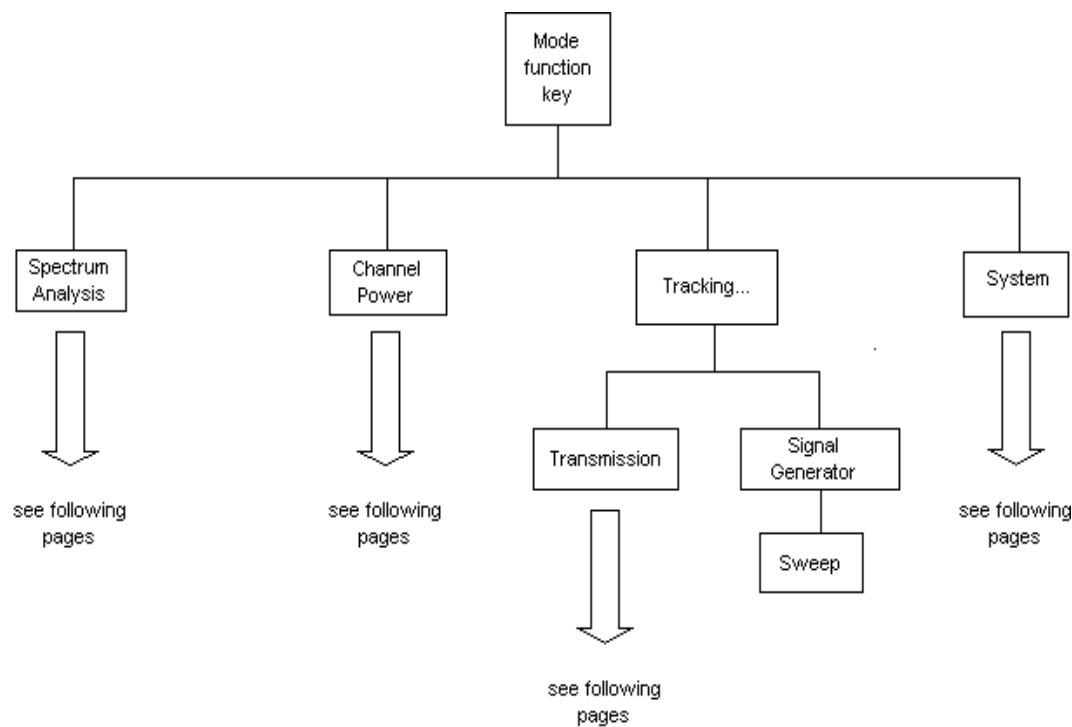 Mode
function
key
Spectrum
Analysis
Channel
Power
Tracking...
System
Transmission
Signal
Generator
see following
pages
see following
pages
see following
pages
Sweep
see following
pages